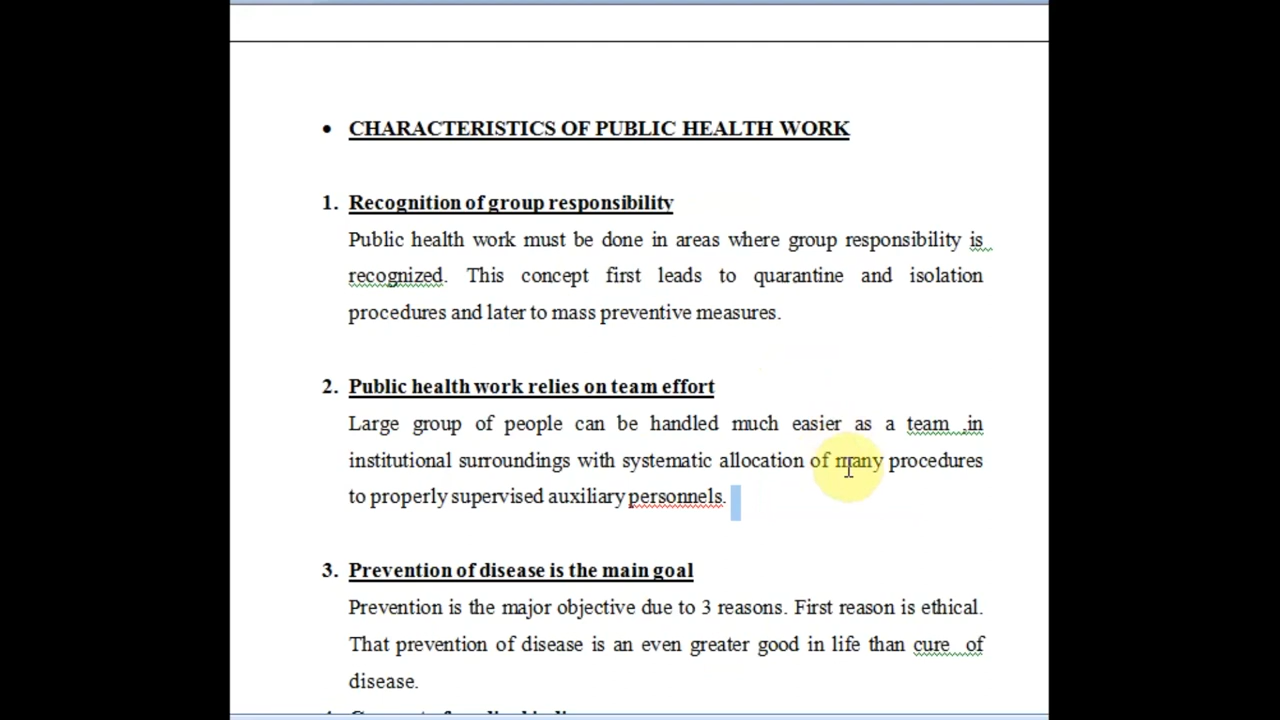 • CHARACTERISTICS OF PUBLIC HEALTH WORK
1. Recognition of group responsibility
Public health work must be done in areas where group responsibility is
recognized. This concept first leads to quarantine and isolation
procedures and later to mass preventive measures.
2. Public health work relies on team effort
Large group of people can be handled much easier as a team ,in
institutional surroundings with systematic allocation of many procedures
to properly supervised auxiliary personnels.
3. Prevention of disease is the main goal
Prevention is the major objective due to 3 reasons. First reason is ethical.
That prevention of disease is an even greater good in life than cure of
disease.